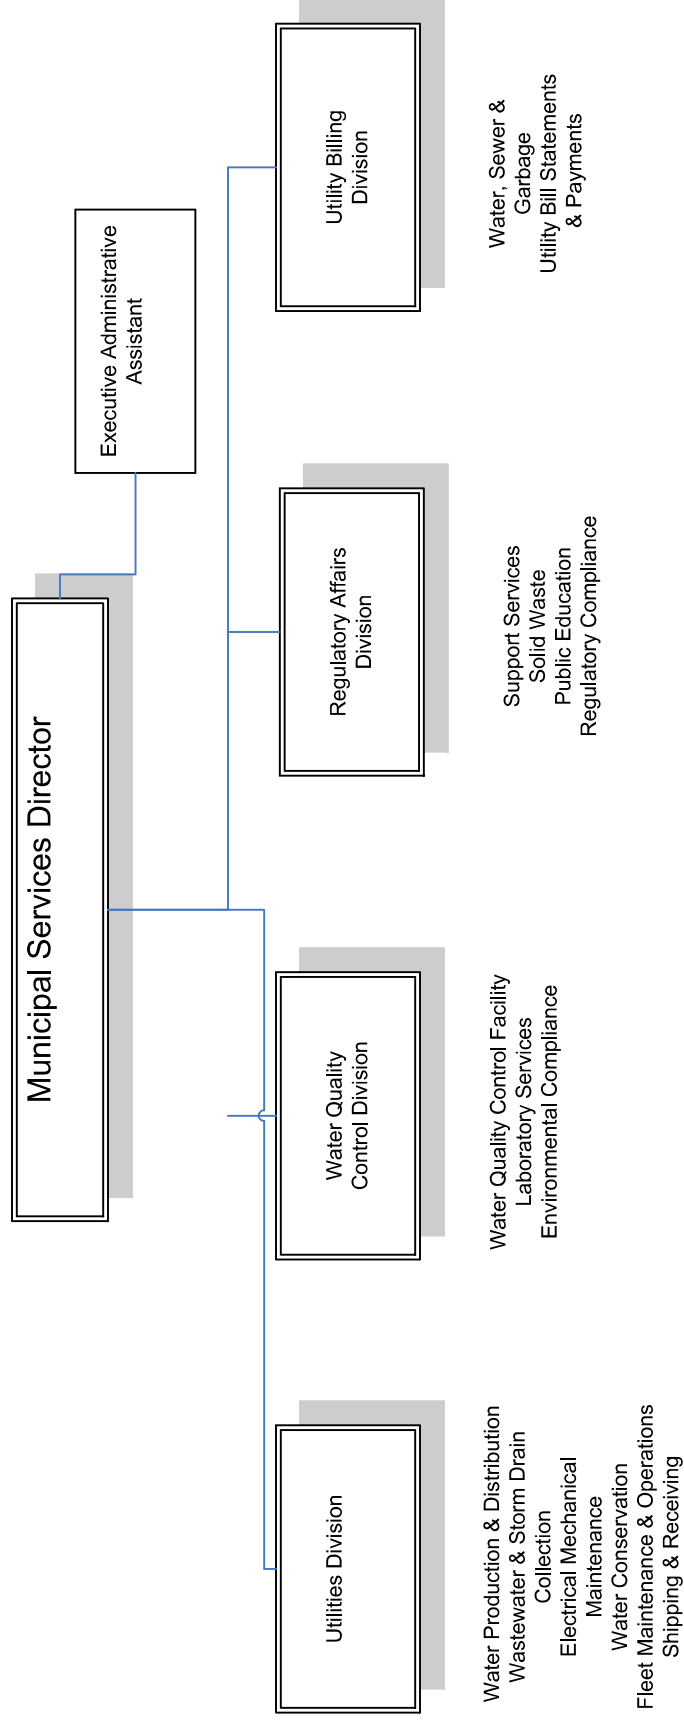 Municipal Services Director
Executive Administrative
Assistant
Utilities Division
Water Quality
Control Division
Regulatory Affairs
Division
Utility Billing
Division
Water Production & Distribution
Wastewater & Storm Drain
Collection
Electrical Mechanical
Maintenance
Water Conservation
Fleet Maintenance & Operations
Shipping & Receiving
Water Quality Control Facility
Laboratory Services
Environmental Compliance
Support Services
Solid Waste
Public Education
Regulatory Compliance
Water, Sewer &
Garbage
Utility Bill Statements
& Payments